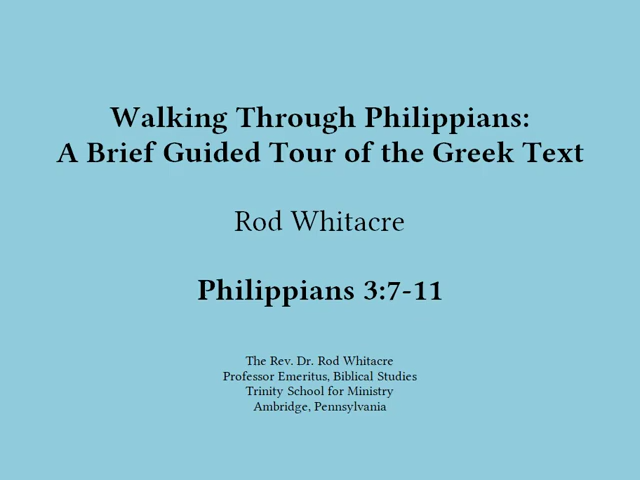 Walking Through Philippians:
A Brief Guided Tour of the Greek Text
Rod Whitacre
Philippians 3:7-11
The Rev. Dr. Rod Whitacre
Professor Emeritus, Biblical Studies
Trinity School for Ministry
Ambridge, Pennsylvania